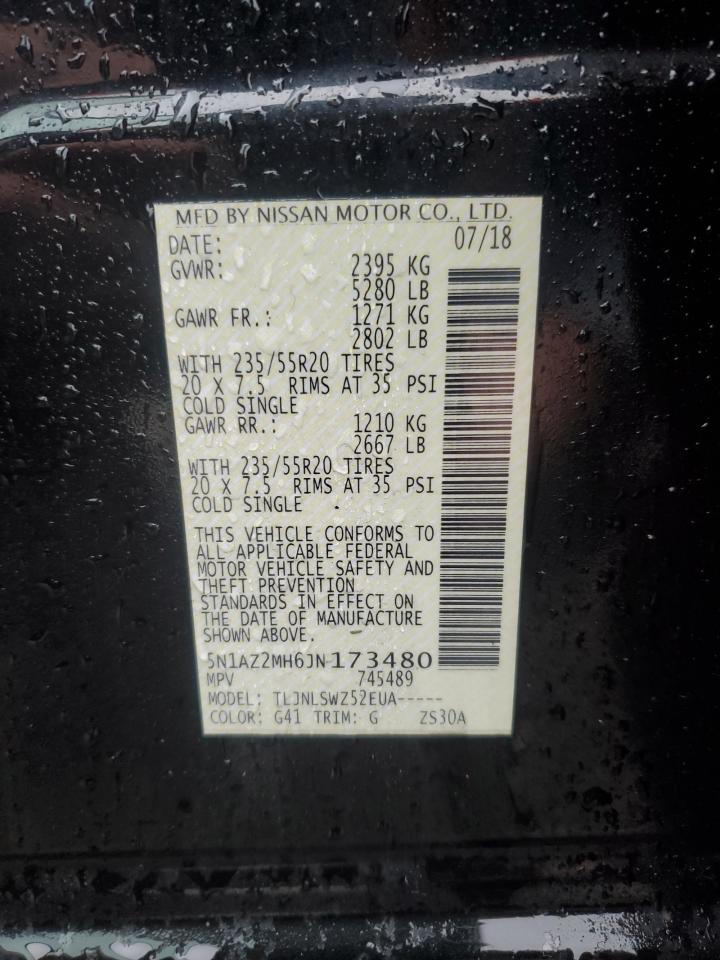 MFD BY NISSAN MOTOR CO., LTD.
DATE: 07/18
GVWR: 2395 KG
5280 LB
GAWR FR.: 1271 KG
2802 LB
WITH 235/55R20 TIRES
20 X 7.5 RIMS AT 35 PSI
COLD SINGLE
GAWR RR.: 1210 KG
2667 LB
WITH 235/55R20 TIRES
20 X 7.5 RIMS AT 35 PSI
COLD SINGLE
THIS VEHICLE CONFORMS TO
ALL APPLICABLE FEDERAL
MOTOR VEHICLE SAFETY AND
THEFT PREVENTION
STANDARDS IN EFFECT ON
THE DATE OF MANUFACTURE
SHOWN ABOVE.
5N1AZ2MH6JN173480
MPV 745489
MODEL: TLJNLSWZ52EUA-----
COLOR: G41 TRIM: G ZS30A